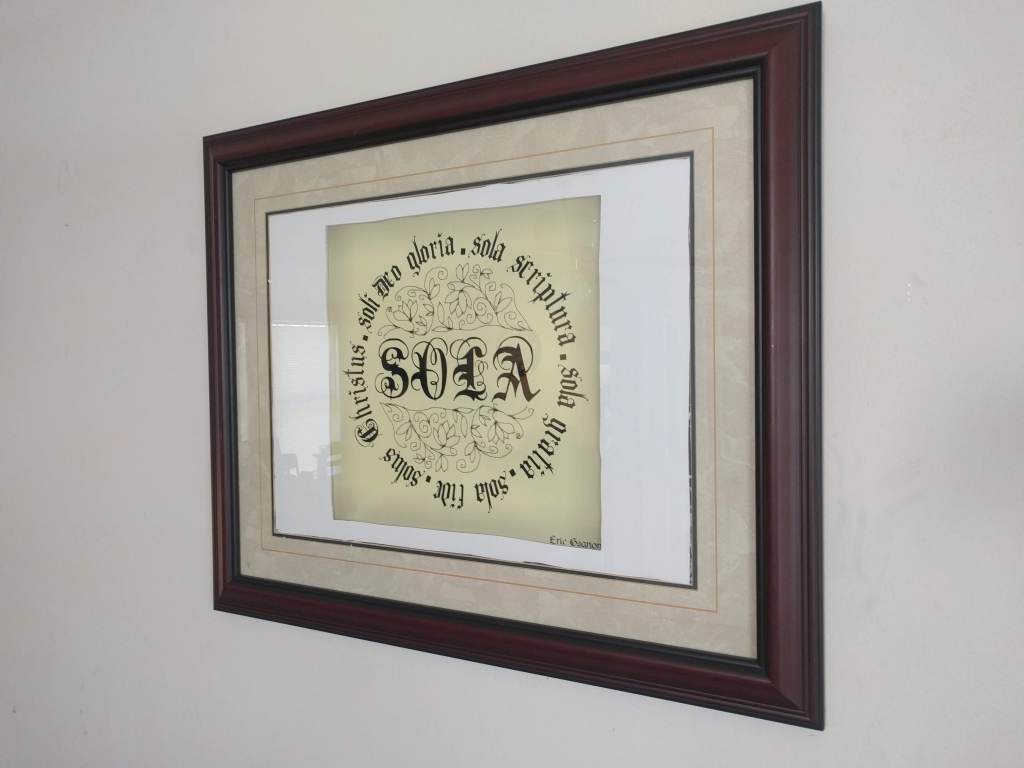 sola scriptura . sola gratia . sola fide . solus Christus . soli Deo gloria .
SOLA
Eric Gagnon